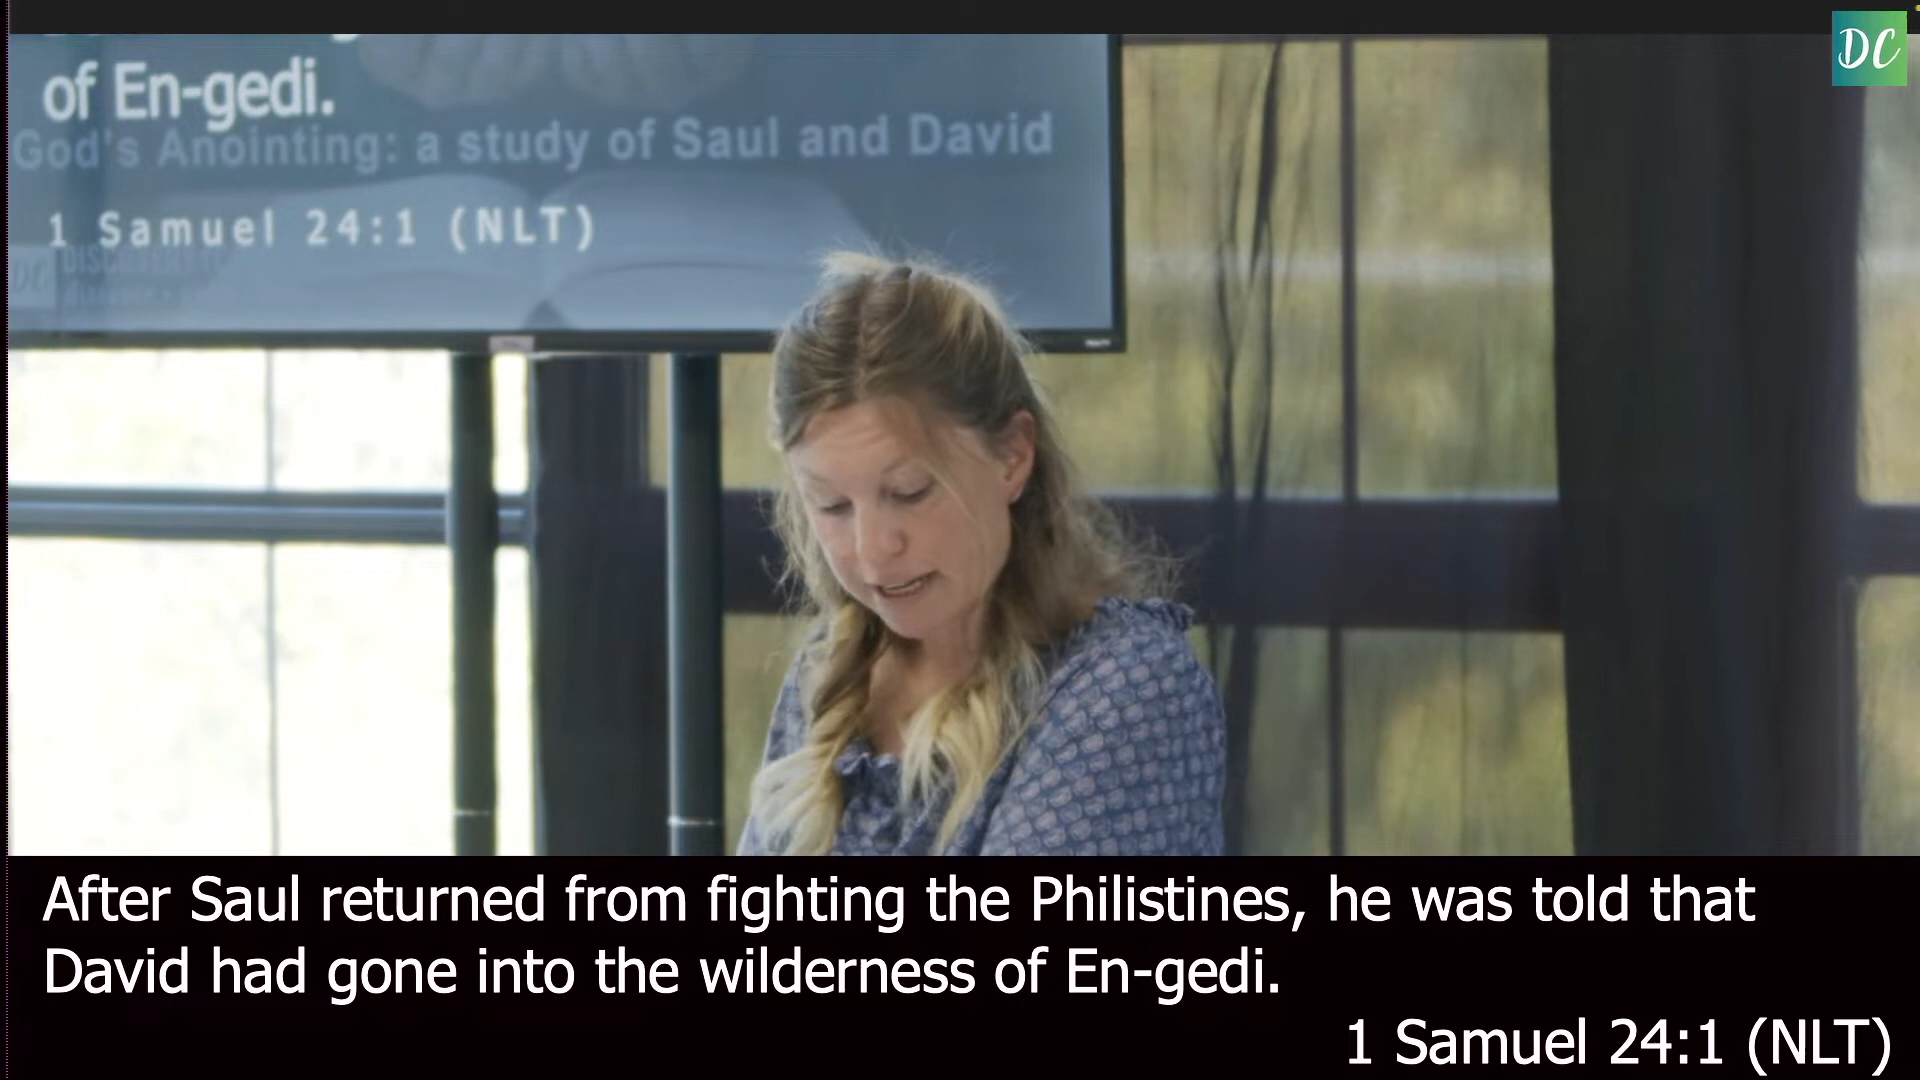 DC
of En-gedi.
God's Anointing: a study of Saul and David
1 Samuel 24:1 (NLT)
DC DISCOVERY
After Saul returned from fighting the Philistines, he was told that
David had gone into the wilderness of En-gedi.
1 Samuel 24:1 (NLT)